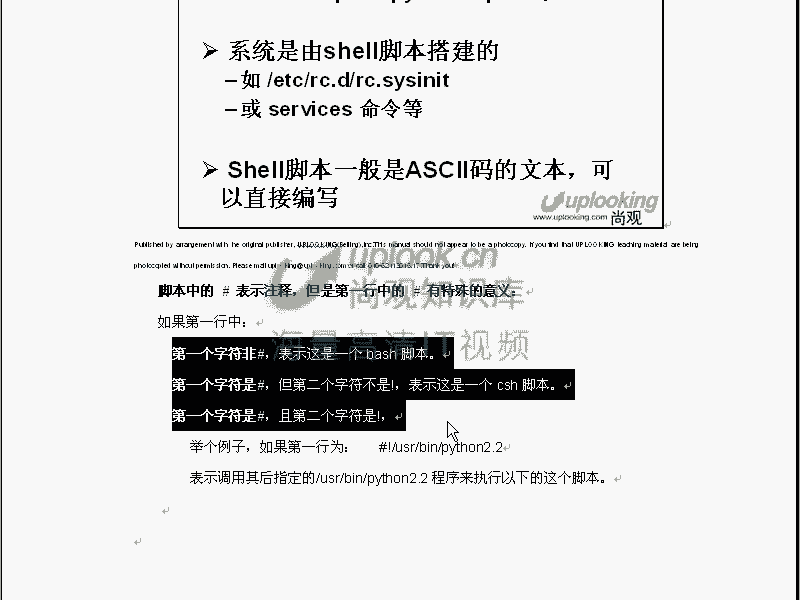 ➢ 系统是由shell脚本搭建的
–如 /etc/rc.d/rc.sysinit
–或 services 命令等
➢ Shell脚本一般是ASCII码的文本，可
以直接编写
uplooking
www.uplooking.com 尚观
Published by arrangement with the original publisher, UPLOOKING(Beijing),Inc.This manual should not appear to be a photocopy. If you find that UPLOOKING teaching material are being
photocopied without permission. Please mail
uplooking.cn
脚本中的 # 表示注释，但是第一行中的 # 有特殊的意义。
尚观知识库
如果第一行中：
海量高清IT视频
第一个字符非#，表示这是一个 bash 脚本。
第一个字符是#，但第二个字符不是!，表示这是一个 csh 脚本。
第一个字符是#，且第二个字符是!，
举个例子，如果第一行为： #!/usr/bin/python2.2
表示调用其后指定的/usr/bin/python2.2 程序来执行以下的这个脚本。